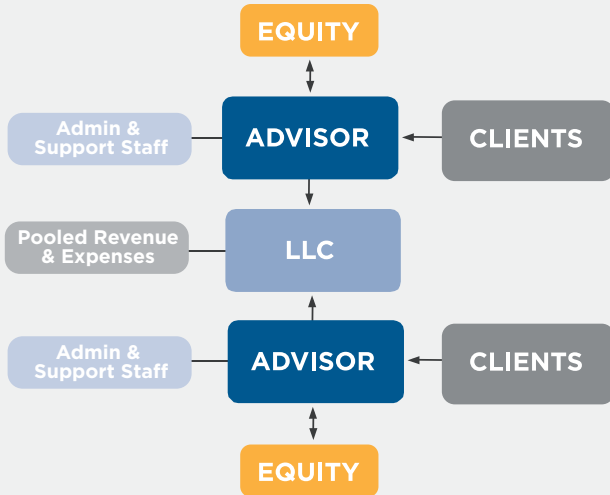 EQUITY
Admin &
Support Staff
ADVISOR
CLIENTS
Pooled Revenue
& Expenses
LLC
Admin &
Support Staff
ADVISOR
CLIENTS
EQUITY